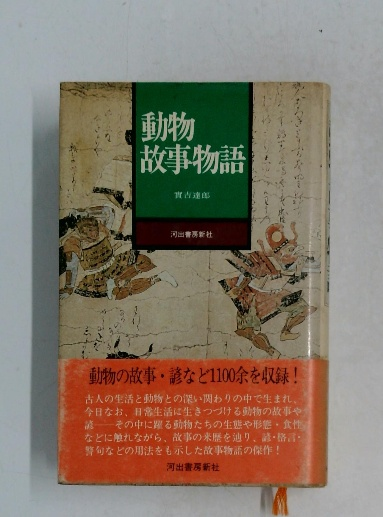 動物
故事物語
實吉達郎
河出書房新社
動物の故事・諺など1100余を収録！
古人の生活と動物との深い関わりの中で生まれ、
今日なお、日常生活に生きつづける動物の故事や
諺――その中に躍る動物たちの生態や形態・食性
などに触れながら、故事の来歴を辿り、諺・格言・
警句などの用法をも示した故事物語の傑作！
河出書房新社